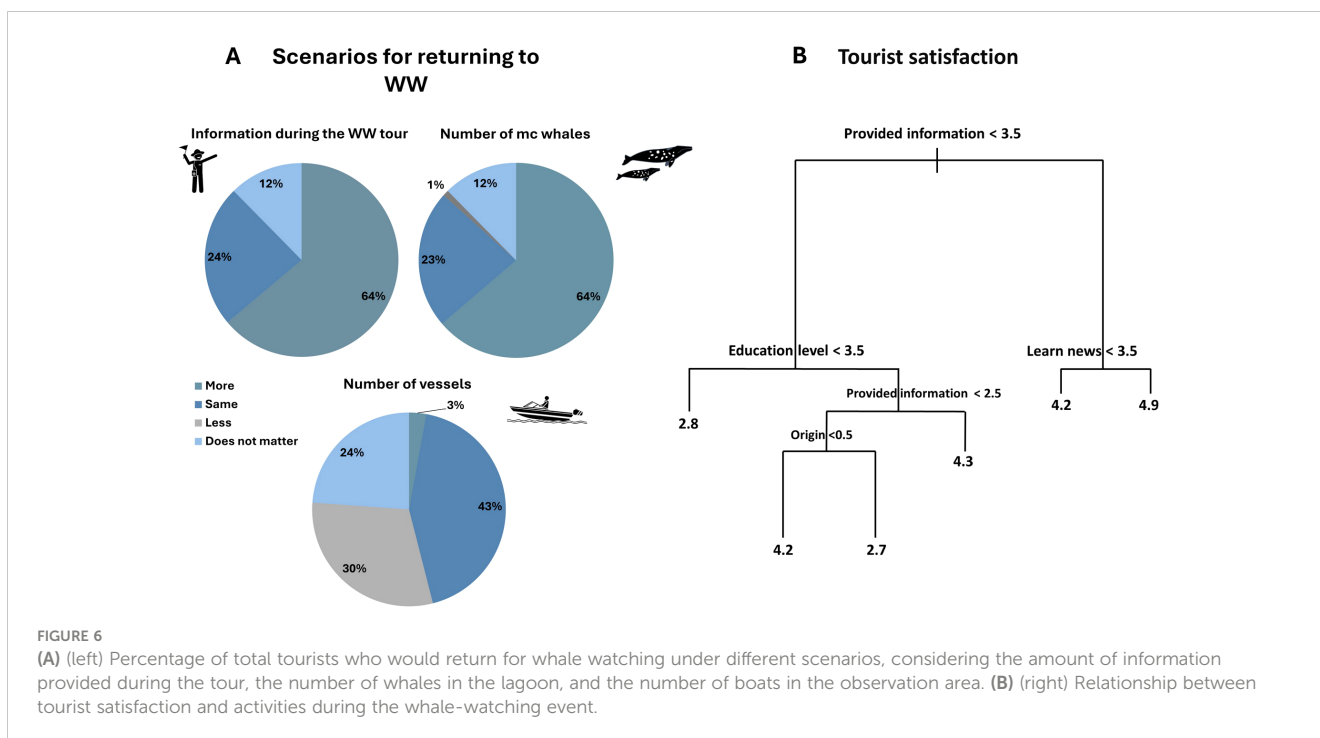 A Scenarios for returning to
WW
Information during the WW tour
12%
24%
64%
Number of mc whales
1%
12%
23%
64%
More
Same
Less
Does not matter
Number of vessels
3%
24%
43%
30%
B Tourist satisfaction
Provided information < 3.5
Education level < 3.5
Learn news < 3.5
2.8
Provided information < 2.5
4.2
4.9
Origin <0.5
4.3
4.2
2.7
FIGURE 6
(A) (left) Percentage of total tourists who would return for whale watching under different scenarios, considering the amount of information
provided during the tour, the number of whales in the lagoon, and the number of boats in the observation area. (B) (right) Relationship between
tourist satisfaction and activities during the whale-watching event.